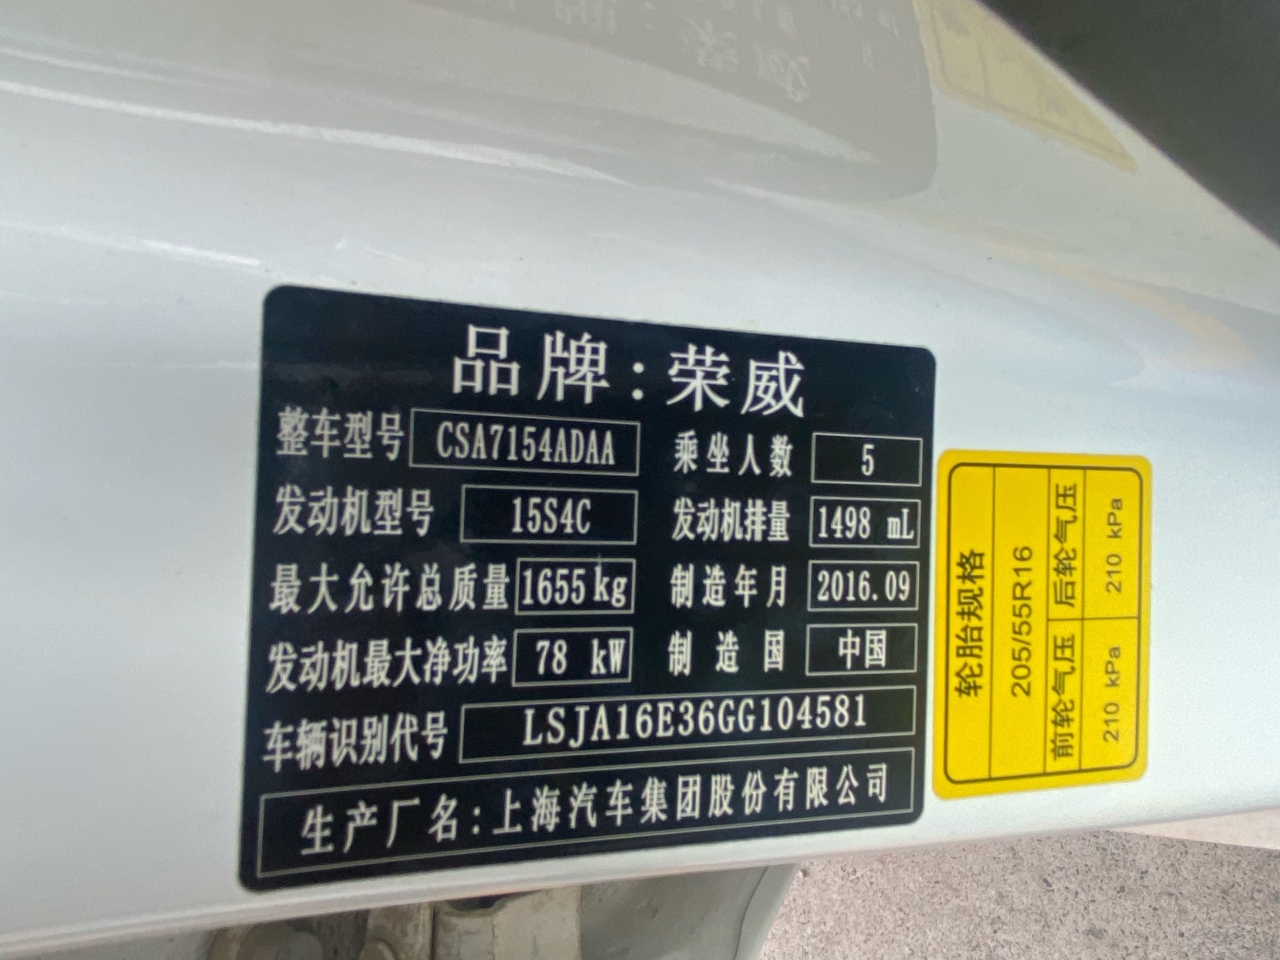 品牌:荣威
整车型号 CSA7154ADAA 乘坐人数 5
发动机型号 15S4C 发动机排量 1498 mL
最大允许总质量 1655kg 制造年月 2016.09
发动机最大净功率 78 kW 制造国 中国
车辆识别代号 LSJA16E36GG104581
生产厂名:上海汽车集团股份有限公司
轮胎规格
205/55R16
前轮气压 后轮气压
210 kPa 210 kPa